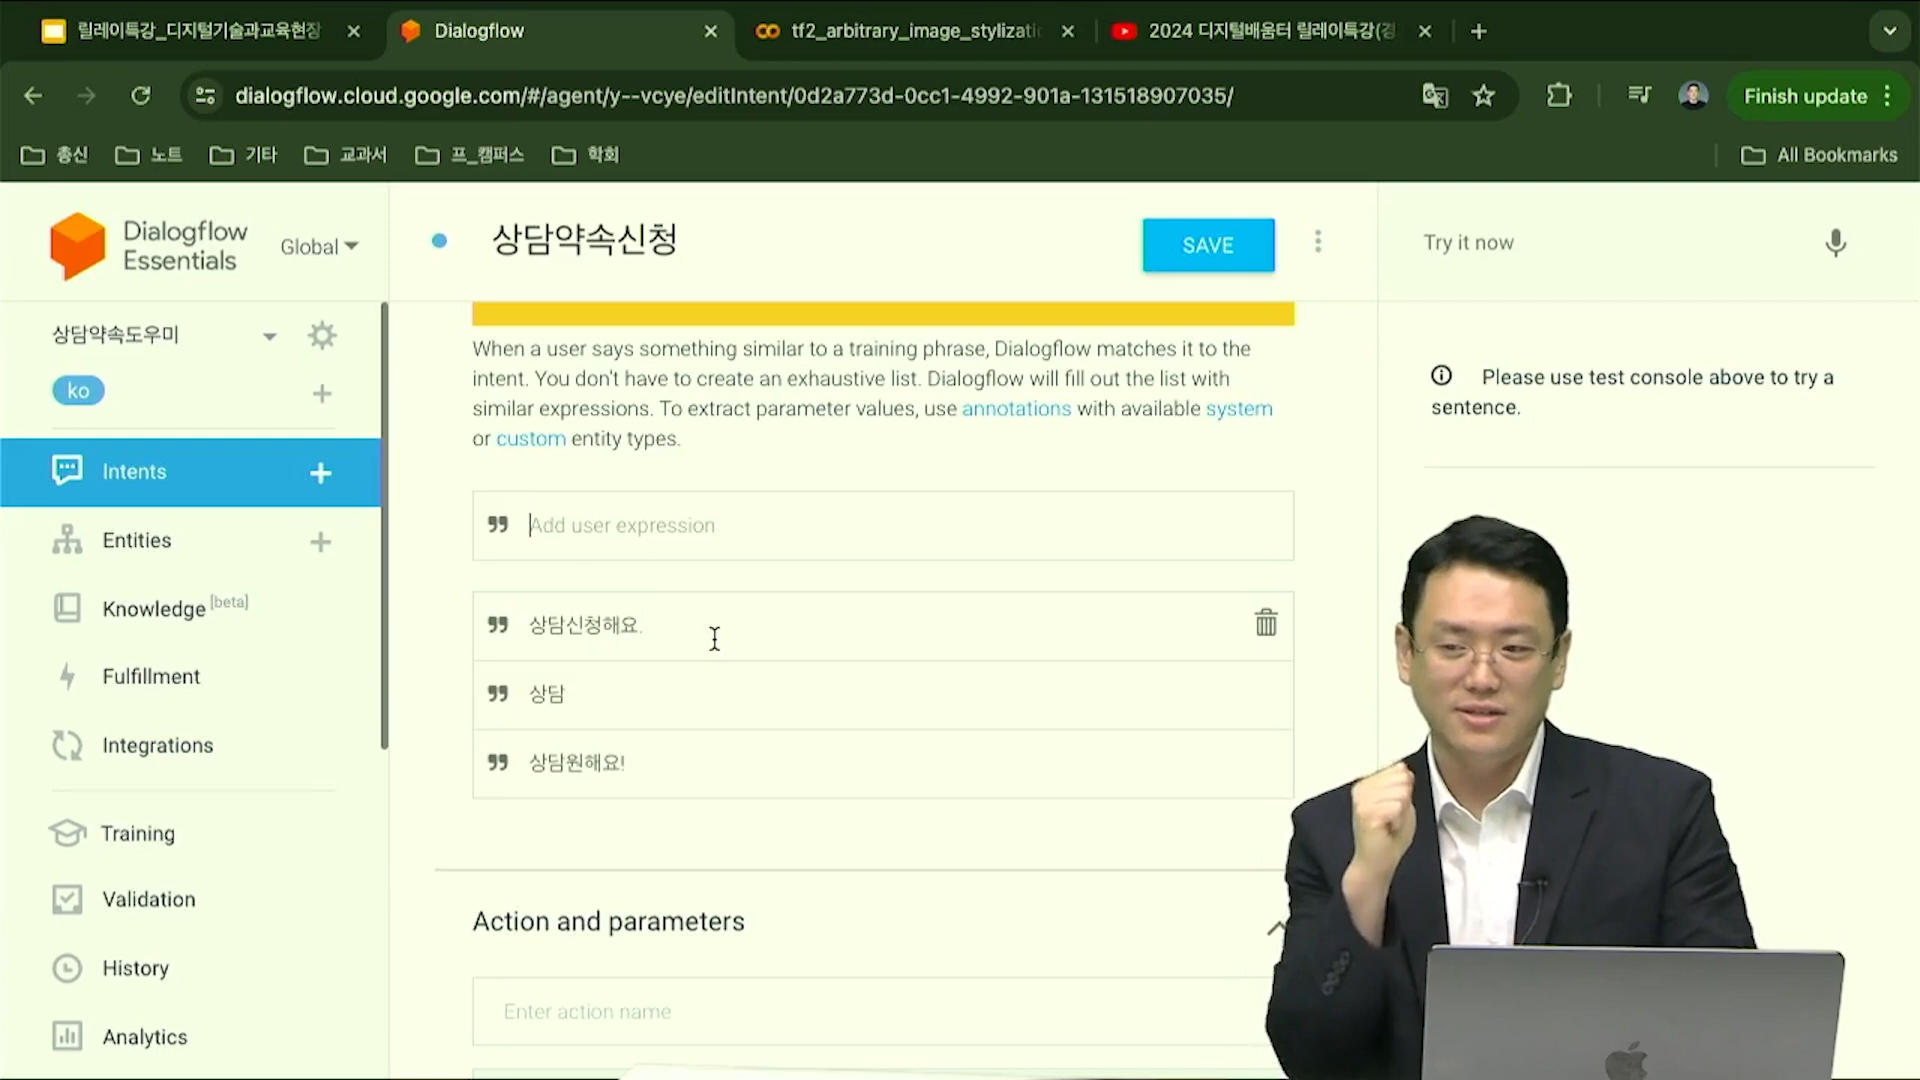 릴레이특강_디지털기술과교육현장
Dialogflow
tf2_arbitrary_image_stylizatio
2024 디지털배움터 릴레이특강(경
dialogflow.cloud.google.com/#/agent/y--vcye/editIntent/0d2a773d-0cc1-4992-901a-131518907035/
Finish update
총신
노트
기타
교과서
프_캠퍼스
학회
All Bookmarks
Dialogflow
Essentials
Global
상담약속신청
SAVE
Try it now
상담약속도우미
ko
Intents
Entities
Knowledge [beta]
Fulfillment
Integrations
Training
Validation
History
Analytics
When a user says something similar to a training phrase, Dialogflow matches it to the
intent. You don't have to create an exhaustive list. Dialogflow will fill out the list with
similar expressions. To extract parameter values, use annotations with available system
or custom entity types.
Add user expression
상담신청해요.
상담
상담원해요!
Action and parameters
Enter action name
Please use test console above to try a
sentence.